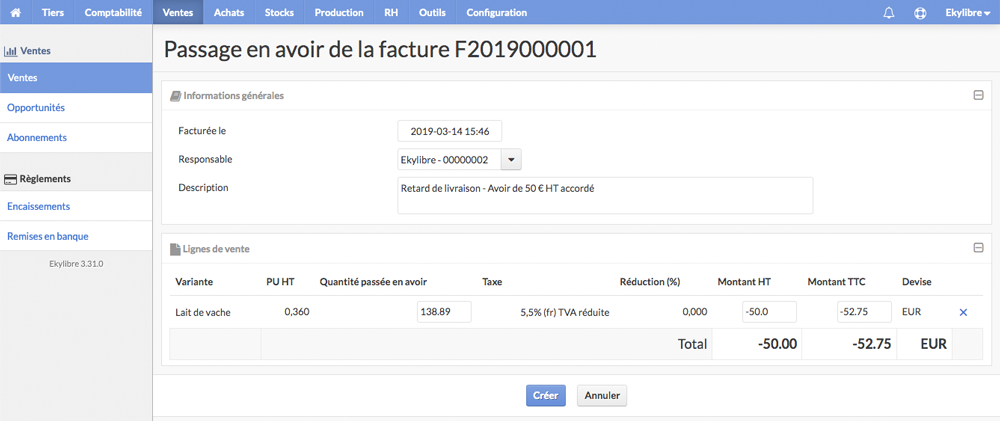 Tiers Comptabilité Ventes Achats Stocks Production RH Outils Configuration Ekylibre
Ventes
Ventes
Opportunités
Abonnements
Règlements
Encaissements
Remises en banque
Ekylibre 3.31.0
Passage en avoir de la facture F2019000001
Informations générales
Facturée le 2019-03-14 15:46
Responsable Ekylibre - 00000002
Description Retard de livraison - Avoir de 50 € HT accordé
Lignes de vente
Variante PU HT Quantité passée en avoir Taxe Réduction (%) Montant HT Montant TTC Devise
Lait de vache 0,360 138.89 5,5% (fr) TVA réduite 0,000 -50.0 -52.75 EUR
Total -50.00 -52.75 EUR
Créer Annuler